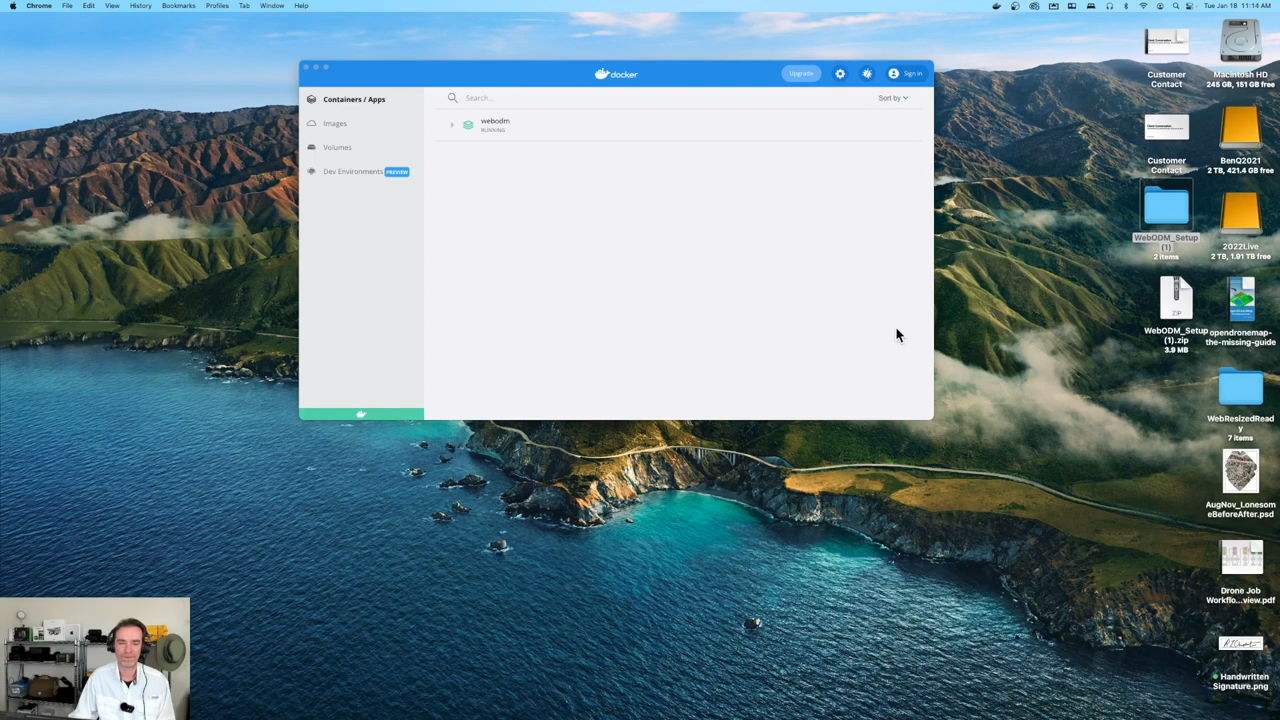 Chrome File Edit View History Bookmarks Profiles Tab Window Help
Tue Jan 18 11:14 AM
docker
Upgrade
Sign in
Containers / Apps
Images
Volumes
Dev Environments PREVIEW
Search...
Sort by
webodm
RUNNING
Customer
Contact
Macintosh HD
245 GB, 151 GB free
Customer
Contact
BenQ2021
2 TB, 421.4 GB free
WebODM_Setup
(1)
2 items
2022Live
2 TB, 1.91 TB free
ZIP
WebODM_Setup
(1).zip
3.9 MB
opendronemap-
the-missing-guide
WebResizedRead
y
7 items
AugNov_Lonesom
eBeforeAfter.psd
Drone Job
Workflo...view.pdf
Handwritten
Signature.png